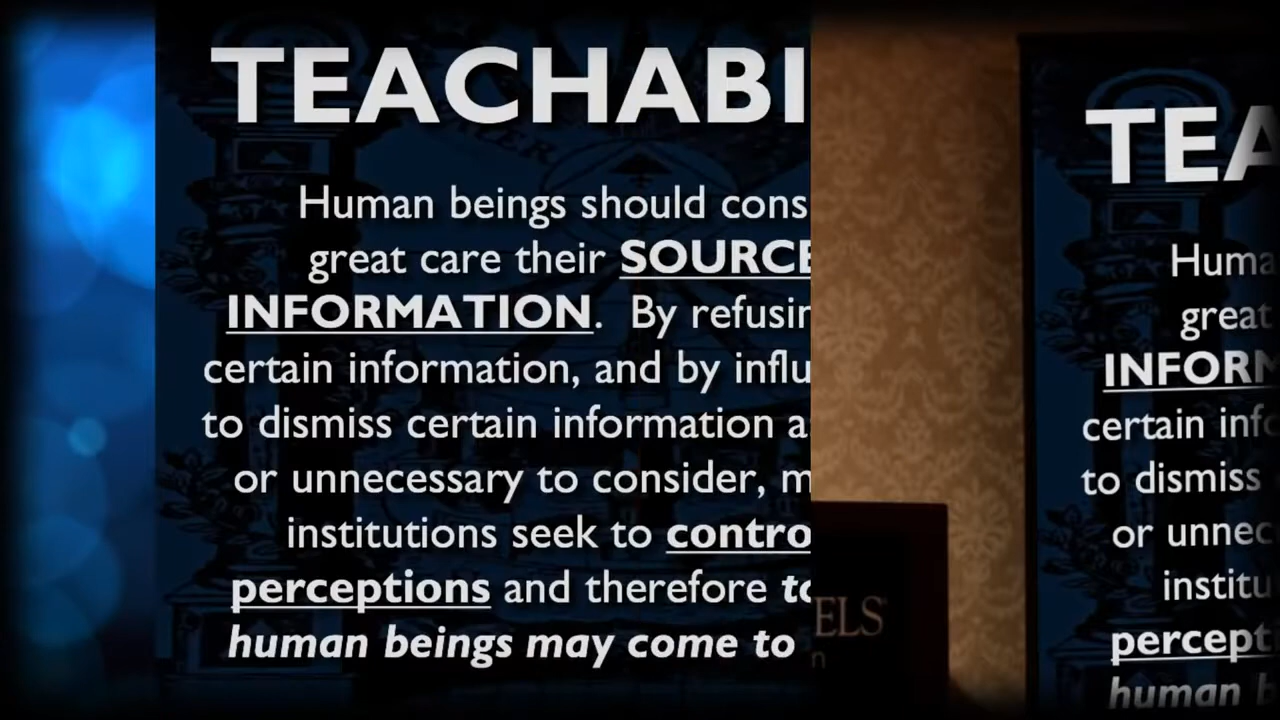 TEACHABI
Human beings should cons
great care their SOURCE
INFORMATION. By refusin
certain information, and by influ
to dismiss certain information a
or unnecessary to consider, m
institutions seek to contro
perceptions and therefore to
human beings may come to
ELS
n
TEA
Huma
great
INFORM
certain info
to dismiss
or unnec
institu
percept
human b